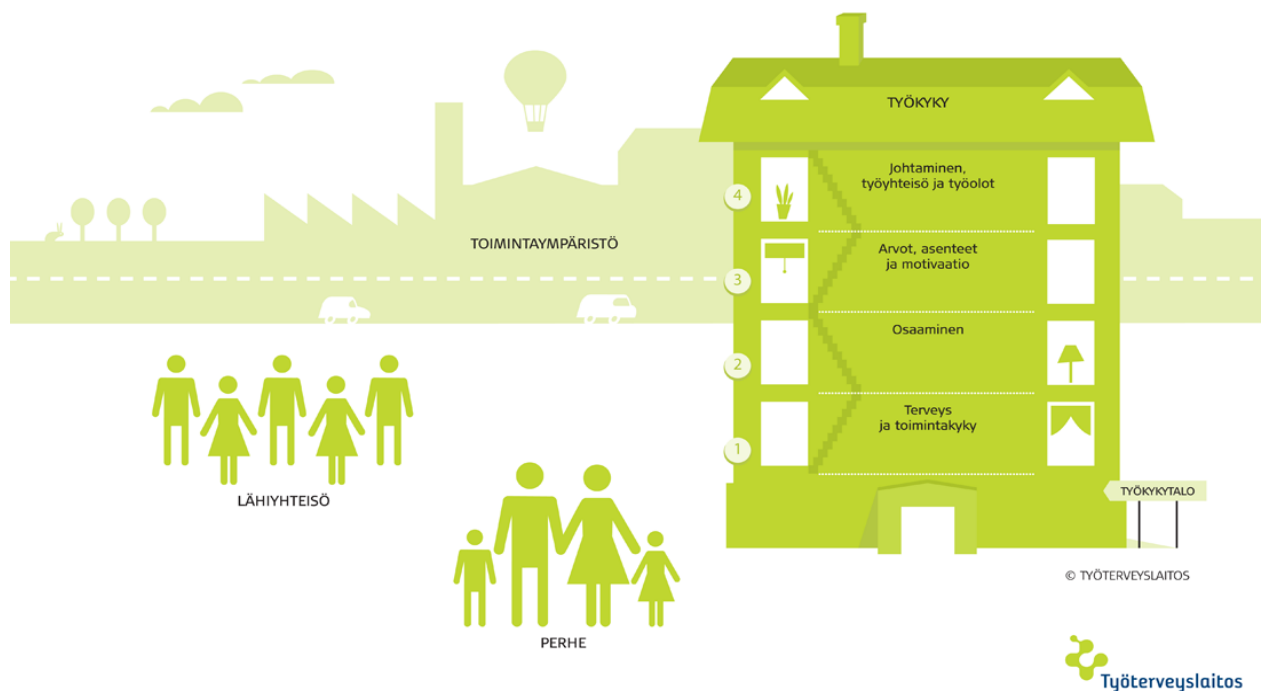 TYÖKYKY
4
Johtaminen,
työyhteisö ja työolot
TOIMINTAYMPÄRISTÖ
3
Arvot, asenteet
ja motivaatio
2
Osaaminen
1
Terveys
ja toimintakyky
LÄHIYHTEISÖ
TYÖKYKYTALO
PERHE
© TYÖTERVEYSLAITOS
Työterveyslaitos